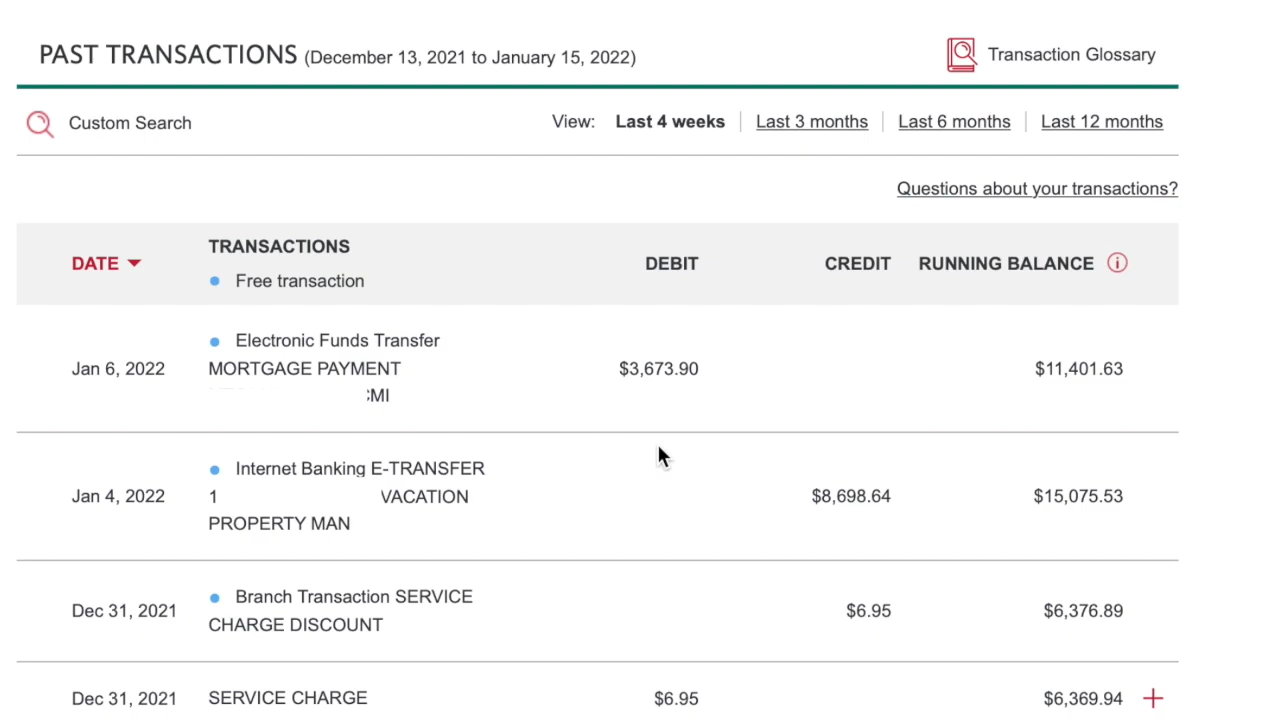 PAST TRANSACTIONS (December 13, 2021 to January 15, 2022)
Transaction Glossary
Custom Search
View: Last 4 weeks Last 3 months Last 6 months Last 12 months
Questions about your transactions?
DATE TRANSACTIONS DEBIT CREDIT RUNNING BALANCE
Free transaction
Electronic Funds Transfer
Jan 6, 2022 MORTGAGE PAYMENT $3,673.90 $11,401.63
MI
Internet Banking E-TRANSFER
Jan 4, 2022 1 VACATION $8,698.64 $15,075.53
PROPERTY MAN
Branch Transaction SERVICE
Dec 31, 2021 $6.95 $6,376.89
CHARGE DISCOUNT
Dec 31, 2021 SERVICE CHARGE $6.95 $6,369.94